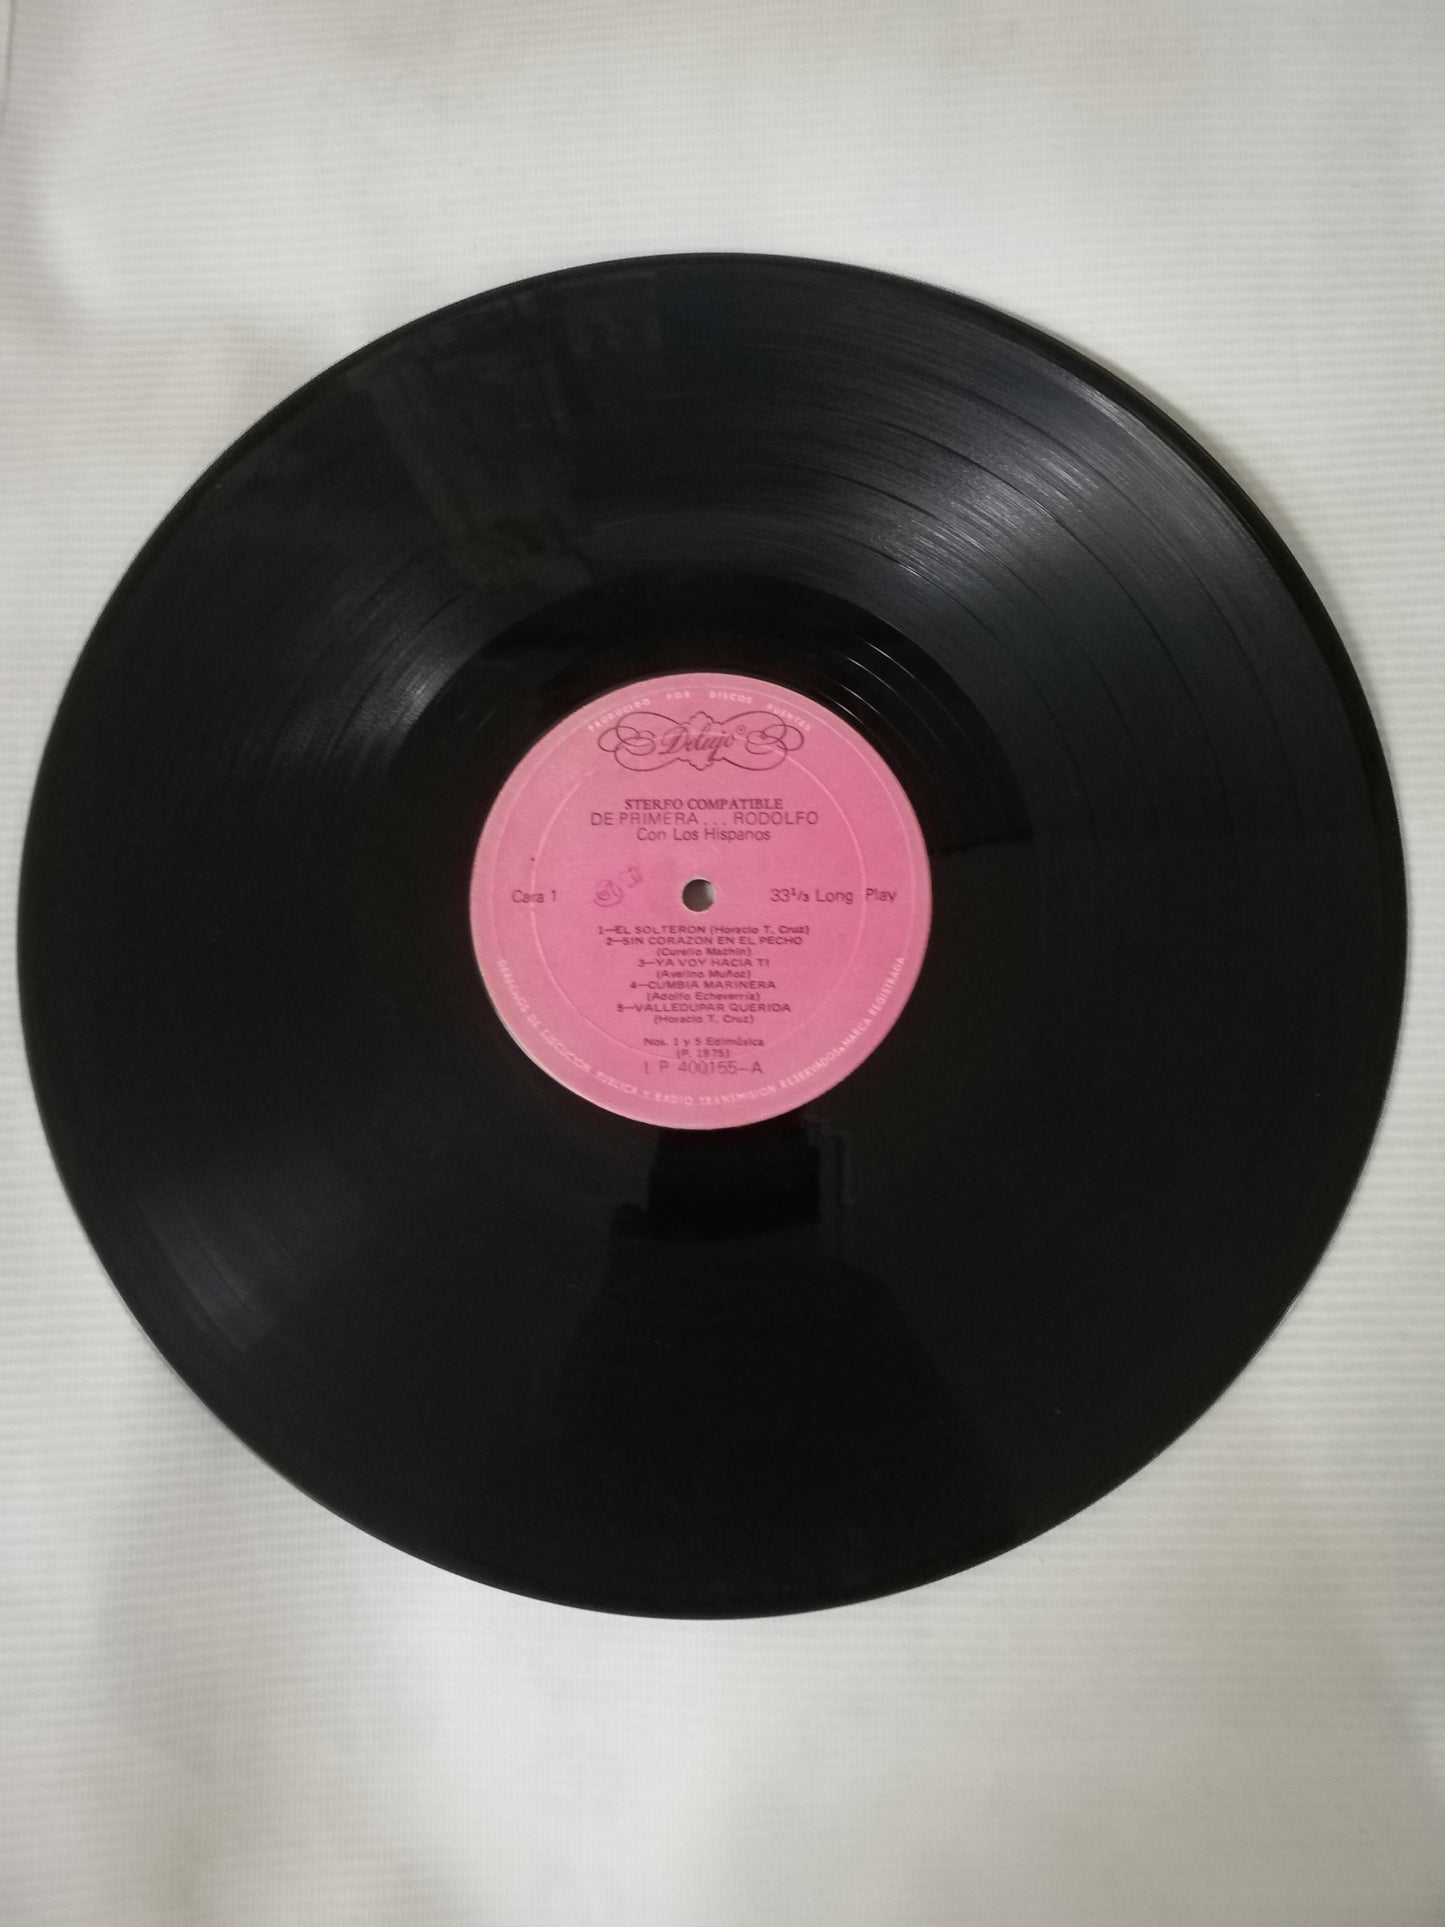 PRODUCIDO POR DISCOS FUENTES
Delujo®
STEREO COMPATIBLE
DE PRIMERA... RODOLFO
Con Los Hispanos
Cara 1
33¹/₃ Long Play
1—EL SOLTERON (Horacio T. Cruz)
2—SIN CORAZON EN EL PECHO
(Curelio Mazhin)
3—YA VOY HACIA TI
(Avelino Muñoz)
4—CUMBIA MARINERA
(Adolfo Echeverría)
5—VALLEDUPAR QUERIDA
(Horacio T. Cruz)
Nos. 1 y 5 Edimúsica
(P. 1975)
L P 400155—A
DERECHOS DE EJECUCION PUBLICA Y RADIO TRANSMISION RESERVADOS. MARCA REGISTRADA